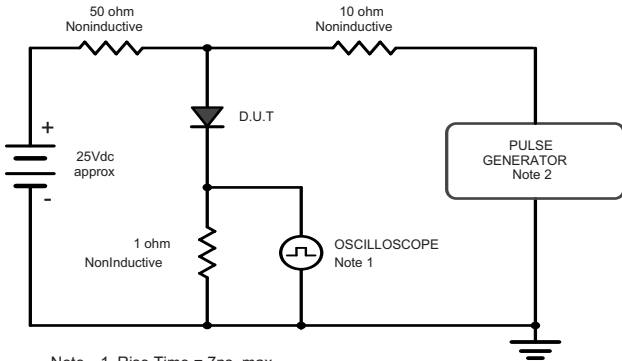 50 ohm
Noninductive
10 ohm
Noninductive
D.U.T
+
25Vdc
approx
-
PULSE
GENERATOR
Note 2
1 ohm
NonInductive
OSCILLOSCOPE
Note 1